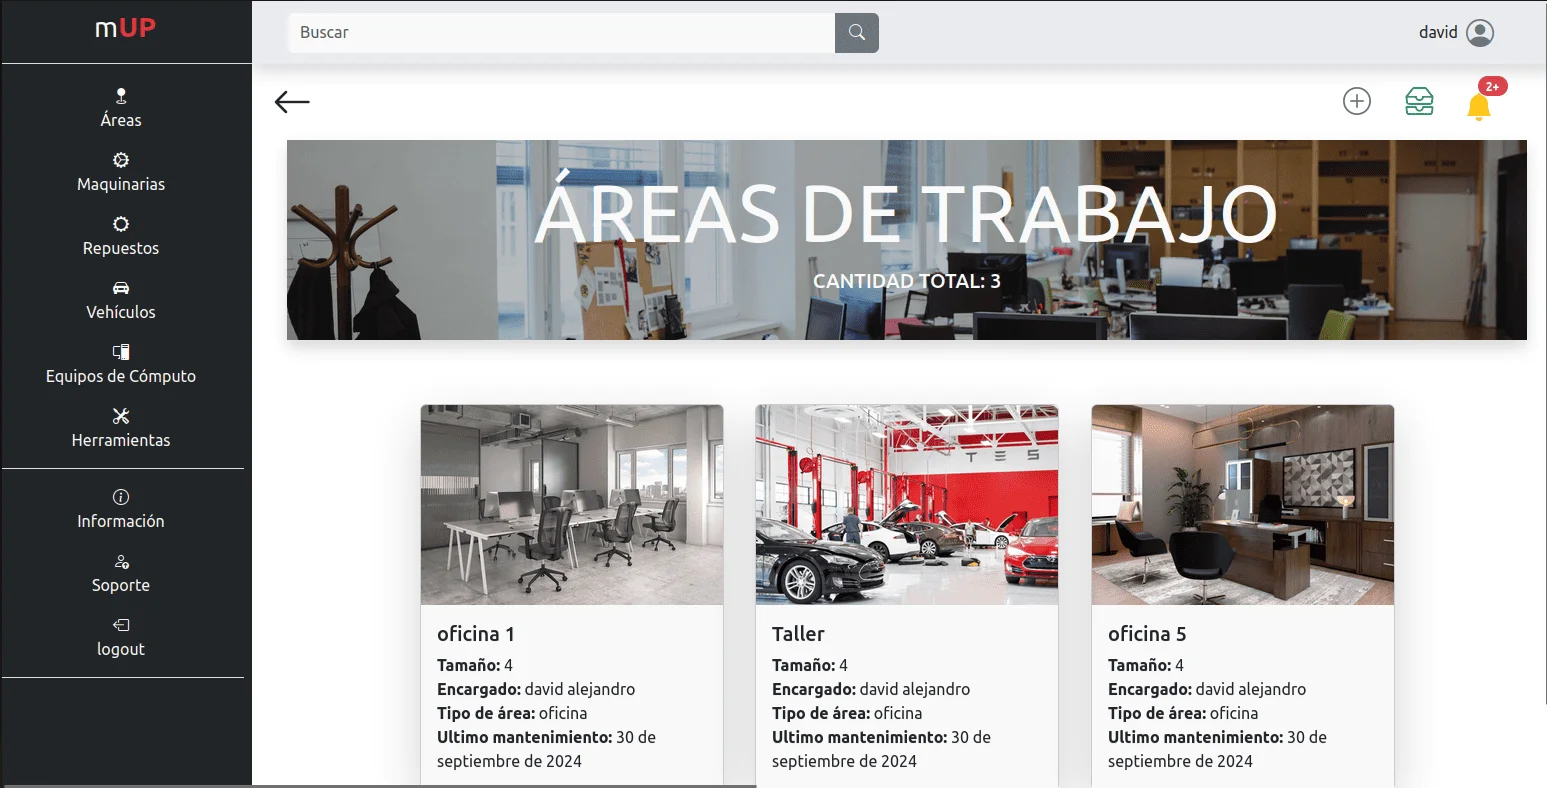 mUP
Buscar
david
Áreas
Maquinarias
Repuestos
Vehículos
Equipos de Cómputo
Herramientas
Información
Soporte
logout
2+
ÁREAS DE TRABAJO
CANTIDAD TOTAL: 3
oficina 1
Tamaño: 4
Encargado: david alejandro
Tipo de área: oficina
Ultimo mantenimiento: 30 de
septiembre de 2024
T E S
Taller
Tamaño: 4
Encargado: david alejandro
Tipo de área: oficina
Ultimo mantenimiento: 30 de
septiembre de 2024
oficina 5
Tamaño: 4
Encargado: david alejandro
Tipo de área: oficina
Ultimo mantenimiento: 30 de
septiembre de 2024